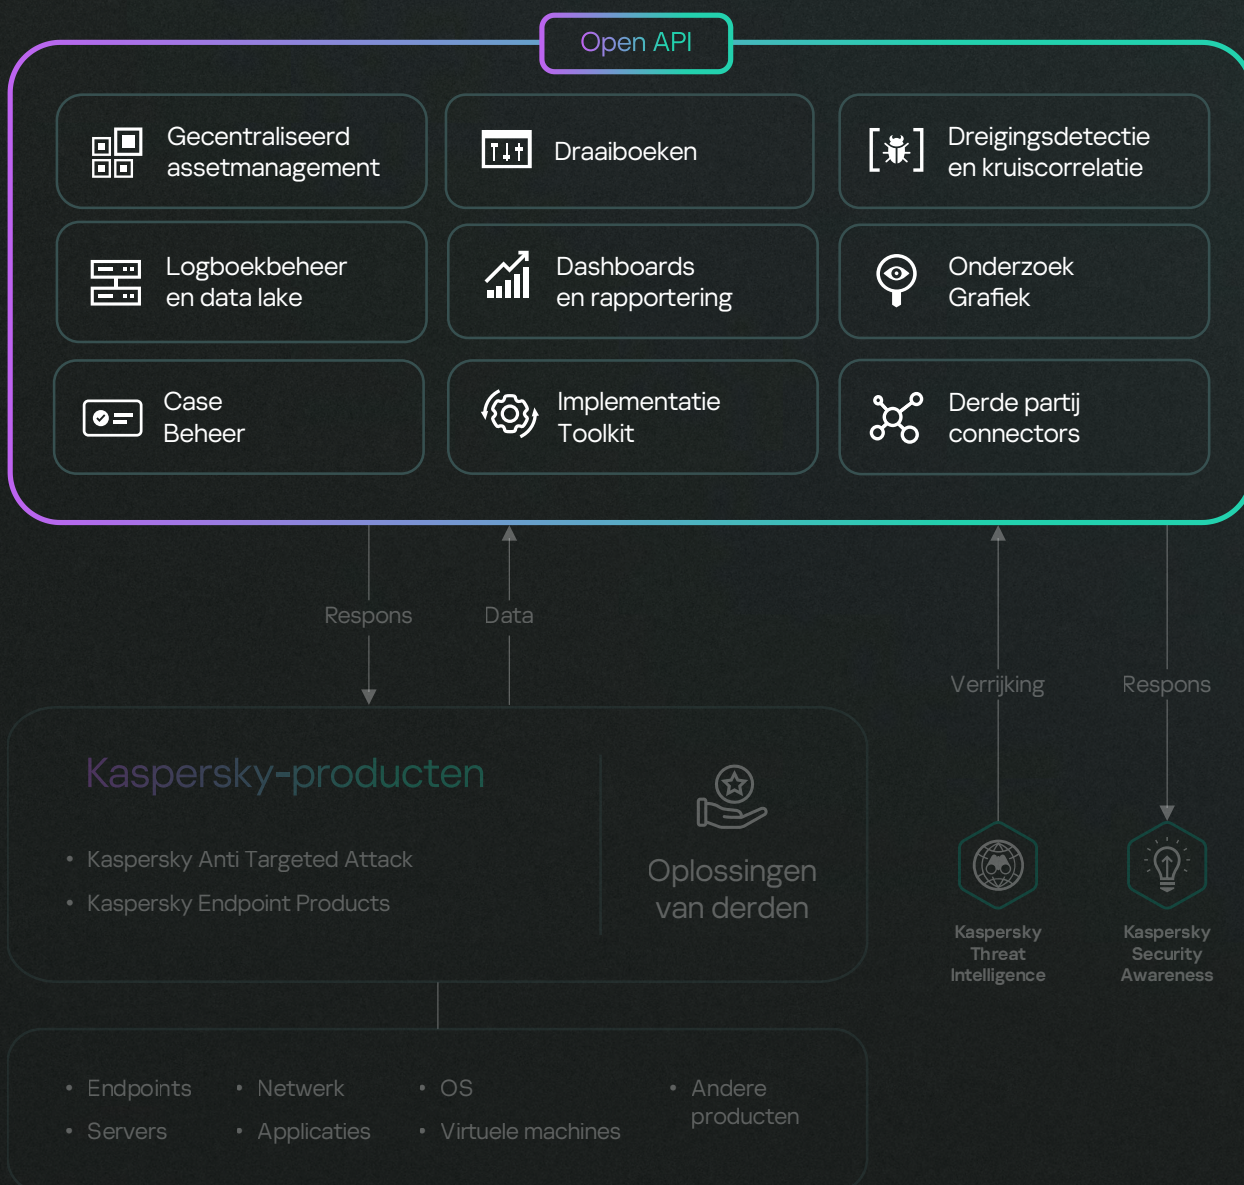 Open API
Gecentraliseerd
assetmanagement
Draaiboeken
Dreigingsdetectie
en kruiscorrelatie
Logboekbeheer
en data lake
Dashboards
en rapportering
Onderzoek
Grafiek
Case
Beheer
Implementatie
Toolkit
Derde partij
connectors
Respons
Data
Verrijking
Respons
Kaspersky-producten
• Kaspersky Anti Targeted Attack
• Kaspersky Endpoint Products
Oplossingen
van derden
Kaspersky
Threat
Intelligence
Kaspersky
Security
Awareness
• Endpoints
• Servers
• Netwerk
• Applicaties
• OS
• Virtuele machines
• Andere
producten